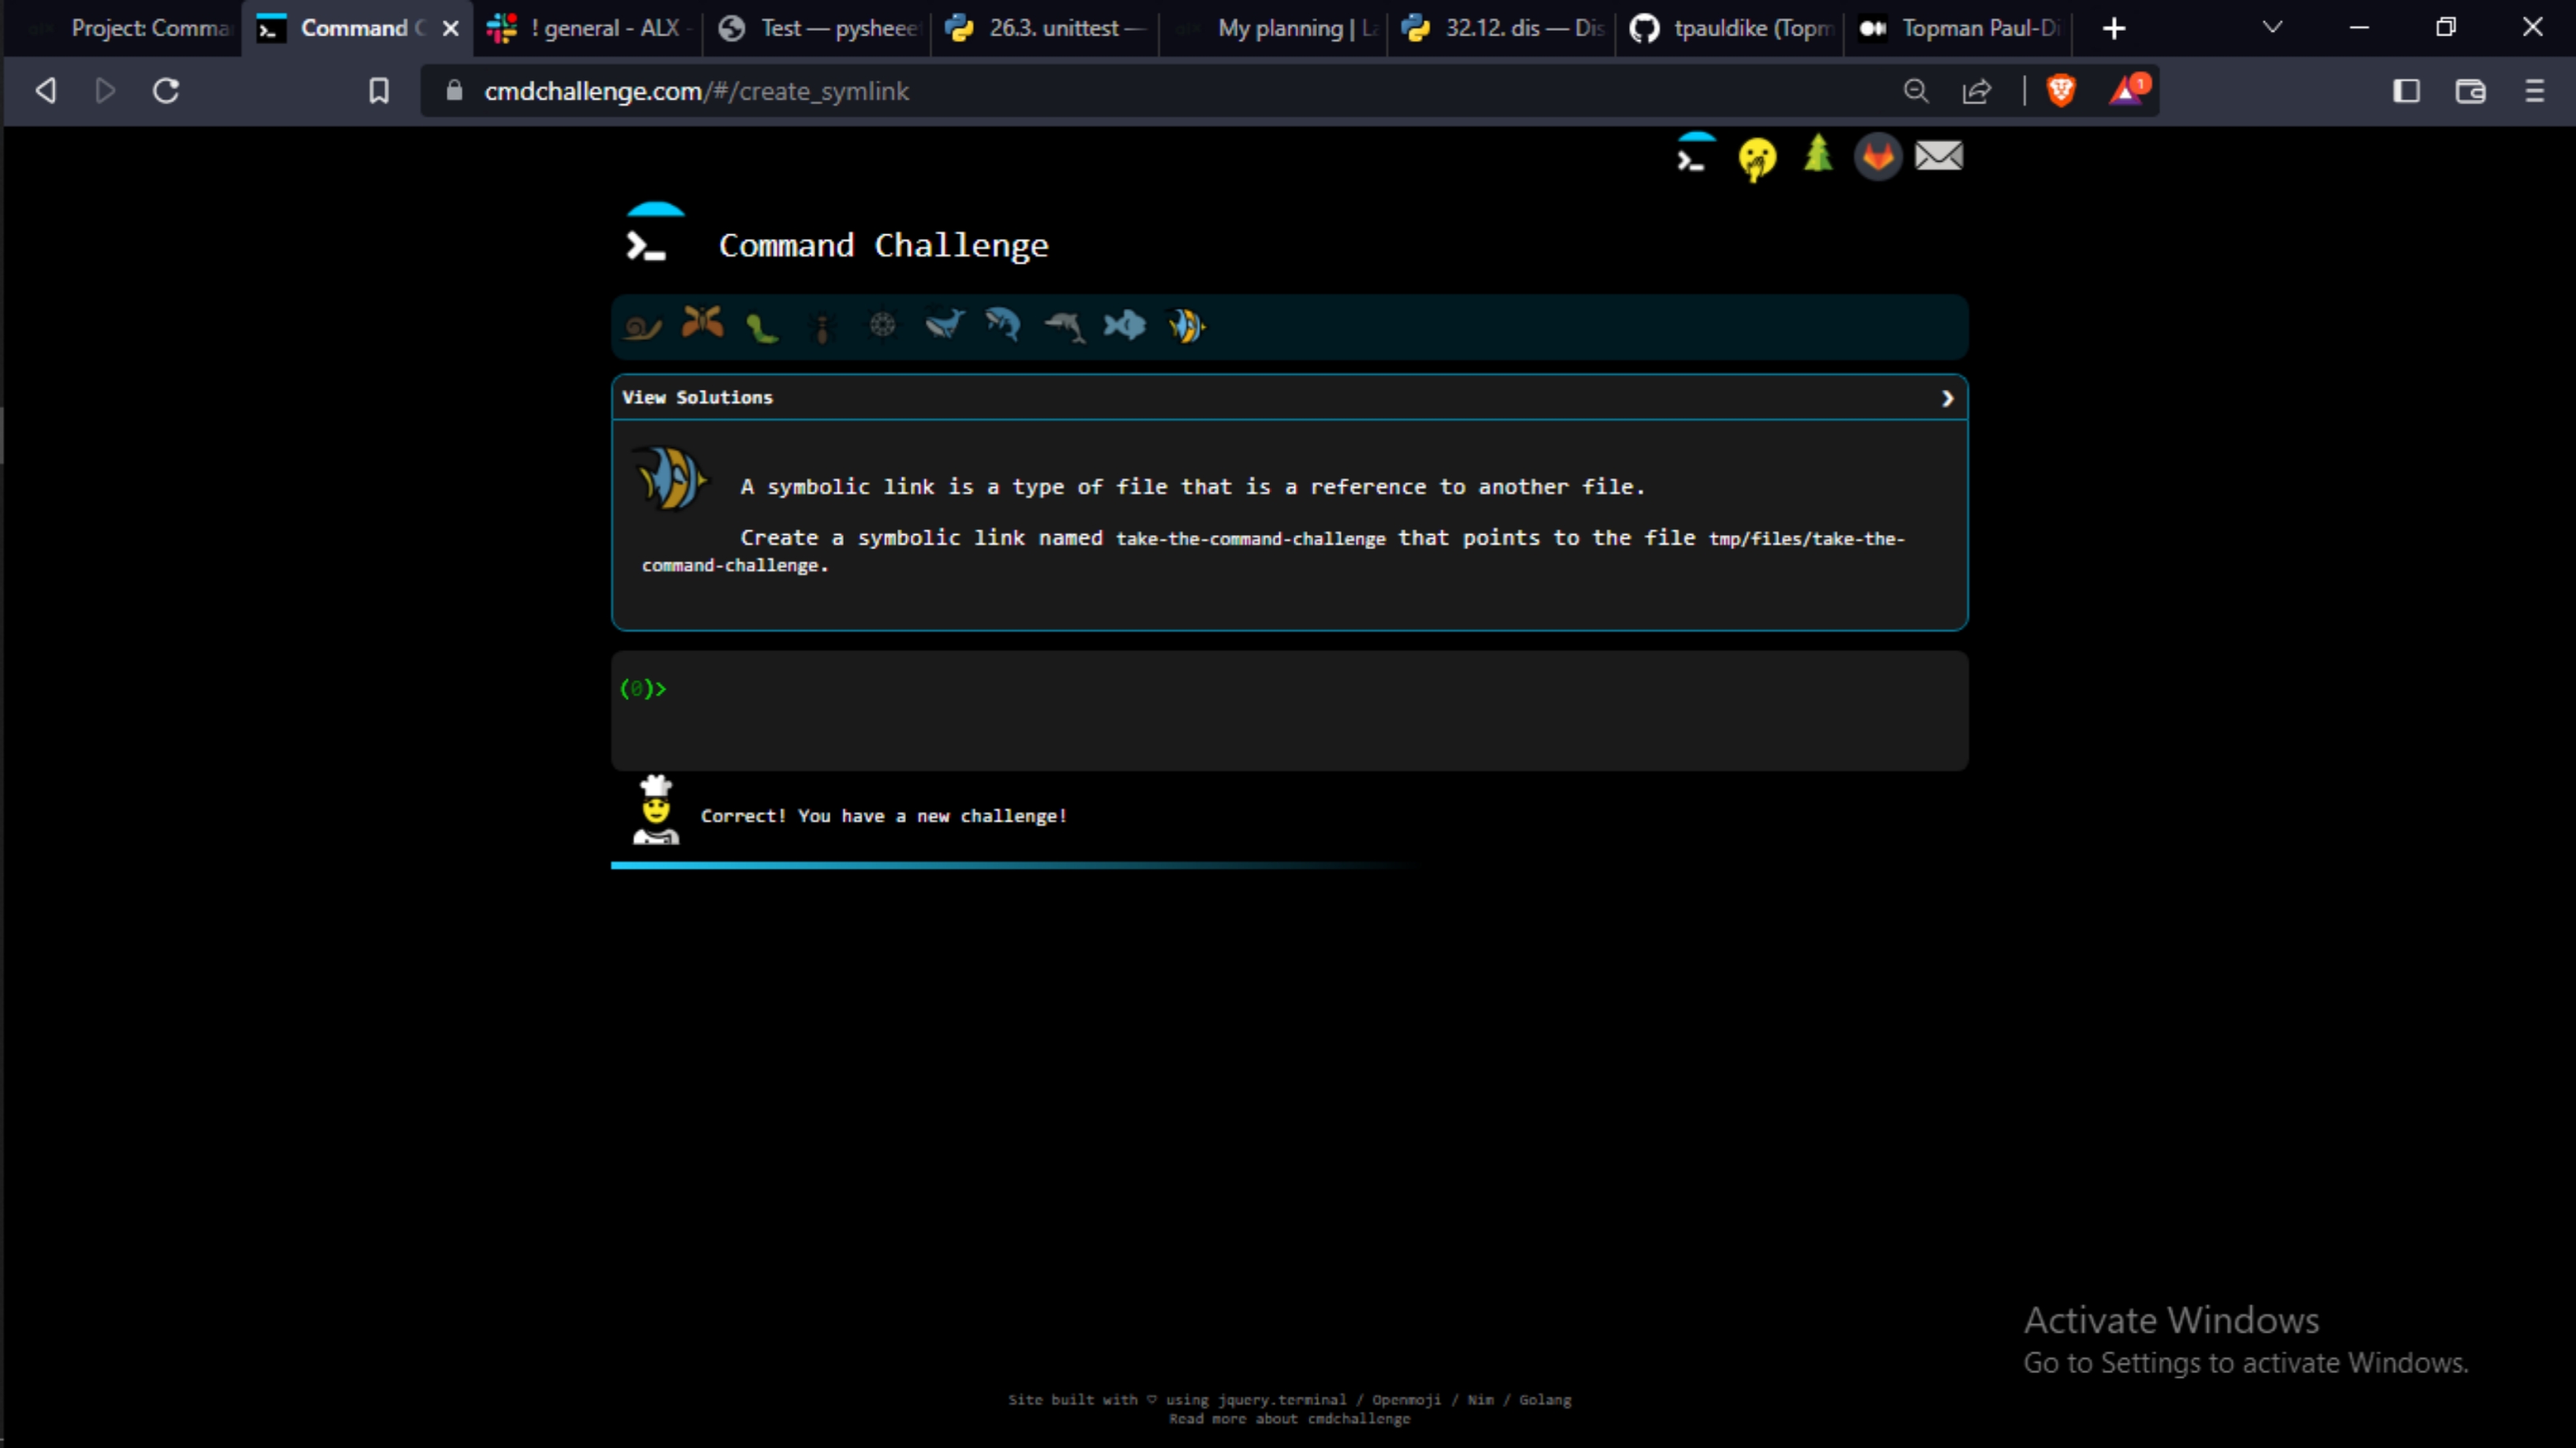 Project: Comma
Command C
! general - ALX -
Test — pysheeet
26.3. unittest —
My planning | La
32.12. dis — Dis
tpauldike (Topm
Topman Paul-Di
cmdchallenge.com/#/create_symlink
1
Command Challenge
View Solutions
A symbolic link is a type of file that is a reference to another file.
Create a symbolic link named take-the-command-challenge that points to the file tmp/files/take-the-
command-challenge.
(0)>
Correct! You have a new challenge!
Activate Windows
Go to Settings to activate Windows.
Site built with ♡ using jquery.terminal / Openmoji / Nim / Golang
Read more about cmdchallenge